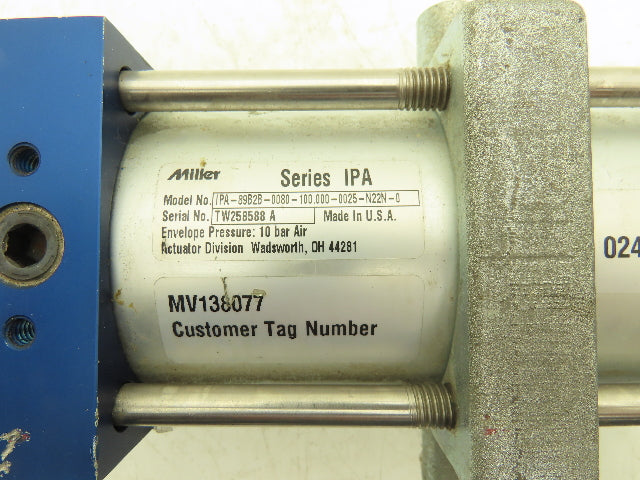 Miller
Series IPA
Model No. IPA-89B2B-0080-100.000-0025-N22N-0
Serial No. TW258588 A Made In U.S.A.
Envelope Pressure: 10 bar Air
Actuator Division Wadsworth, OH 44281
MV138077
Customer Tag Number
024